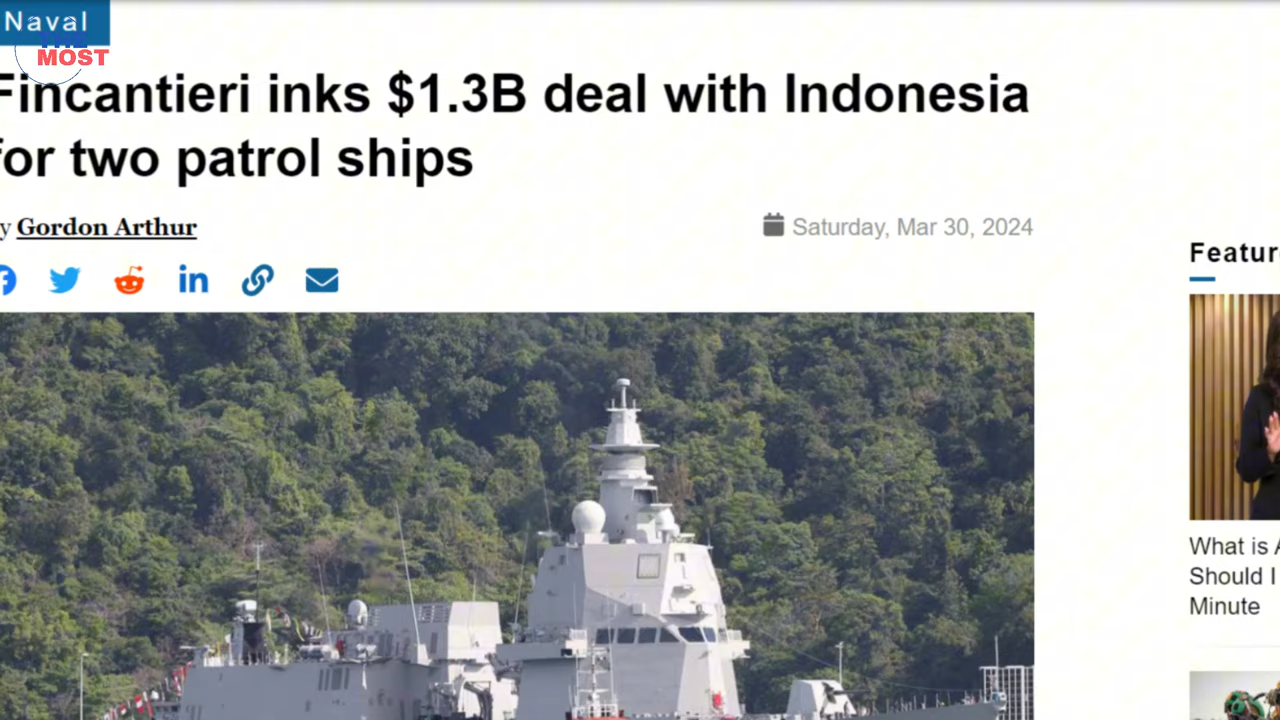 Naval
THE
MOST
Fincantieri inks $1.3B deal with Indonesia
for two patrol ships
y Gordon Arthur
Saturday, Mar 30, 2024
Featur
What is A
Should I
Minute